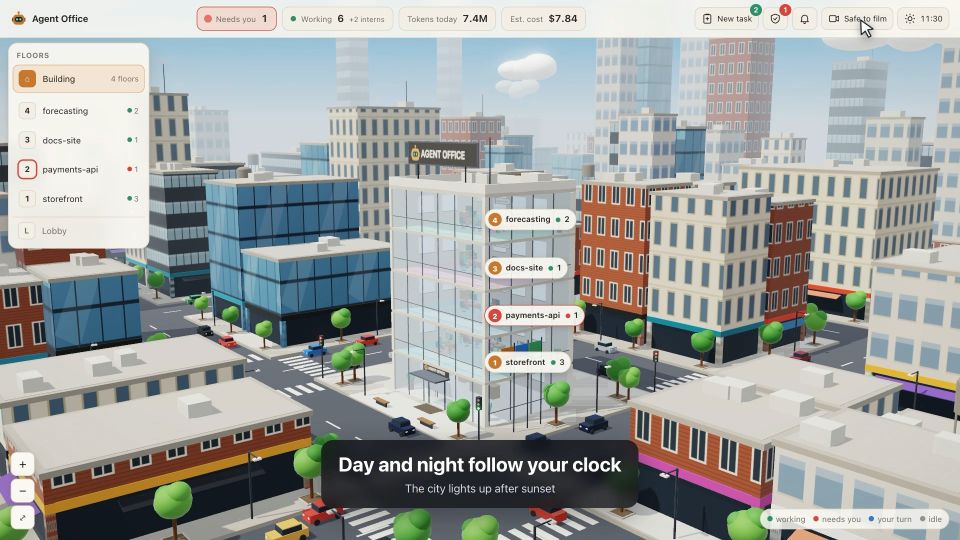 Agent Office
Needs you 1
Working 6 +2 interns
Tokens today 7.4M
Est. cost $7.84
New task 2
1
Safe to film
11:30
FLOORS
Building 4 floors
4 forecasting 2
3 docs-site 1
2 payments-api 1
1 storefront 3
L Lobby
AGENT OFFICE
4 forecasting 2
3 docs-site 1
2 payments-api 1
1 storefront 3
Day and night follow your clock
The city lights up after sunset
working needs you your turn idle